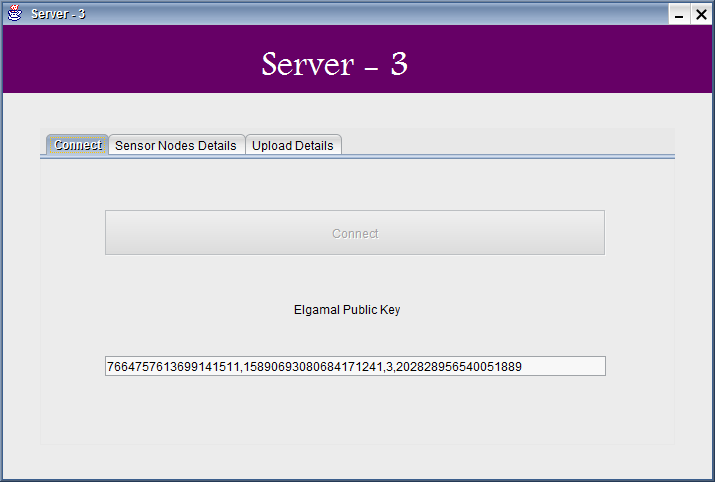 Server - 3
Server - 3
Connect
Sensor Nodes Details
Upload Details
Connect
Elgamal Public Key
7664757613699141511,15890693080684171241,3,202828956540051889